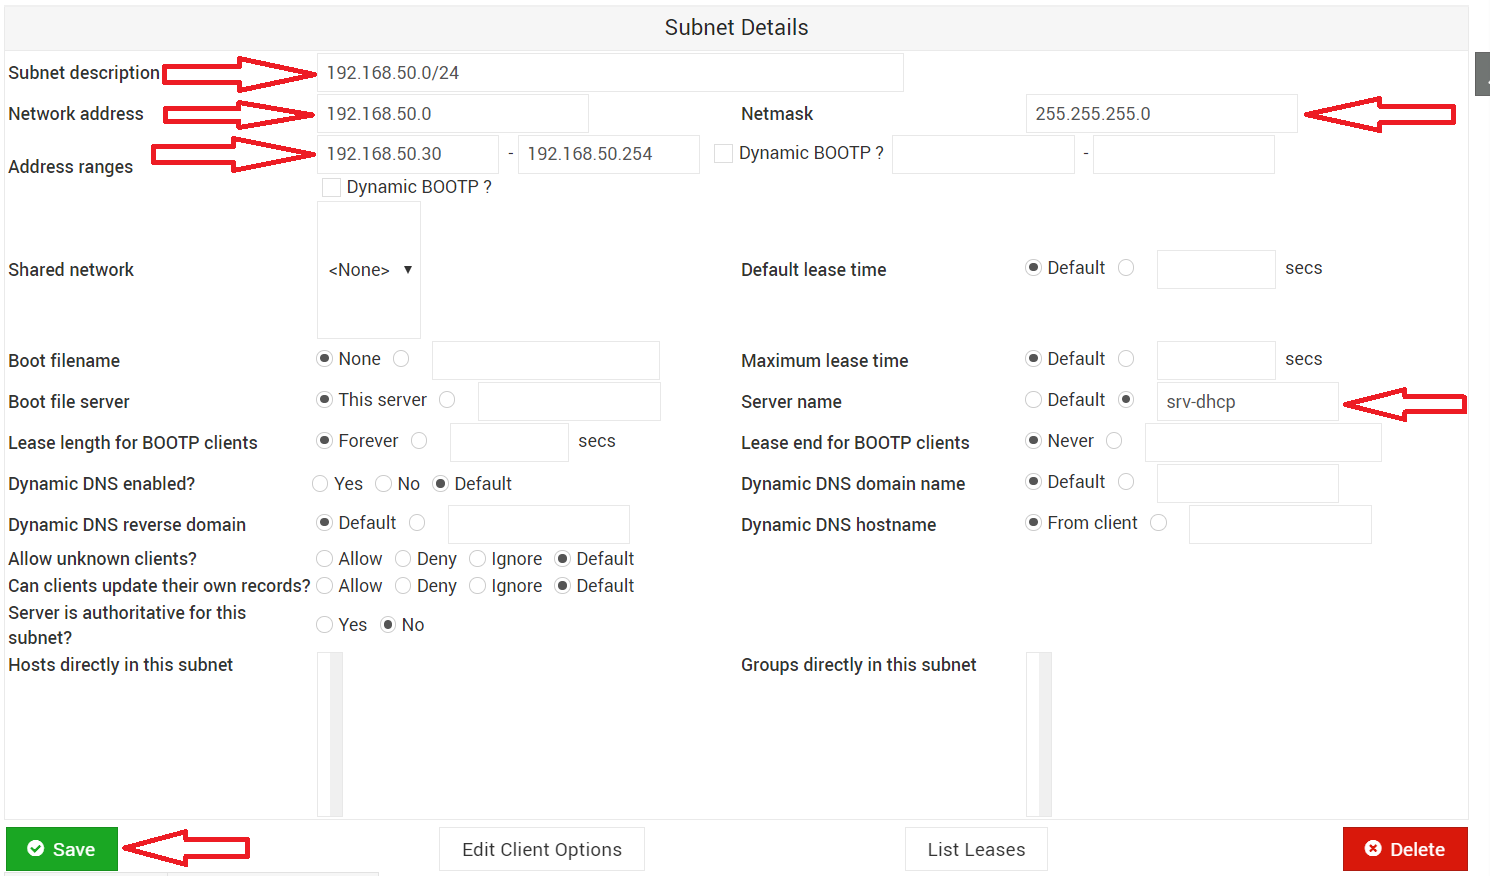 Subnet Details
Subnet description 192.168.50.0/24
Network address 192.168.50.0 Netmask 255.255.255.0
Address ranges 192.168.50.30 - 192.168.50.254 Dynamic BOOTP ? -
Dynamic BOOTP ?
Shared network <None> Default lease time Default secs
Boot filename None Maximum lease time Default secs
Boot file server This server Server name Default srv-dhcp
Lease length for BOOTP clients Forever secs Lease end for BOOTP clients Never
Dynamic DNS enabled? Yes No Default Dynamic DNS domain name Default
Dynamic DNS reverse domain Default Dynamic DNS hostname From client
Allow unknown clients? Allow Deny Ignore Default
Can clients update their own records? Allow Deny Ignore Default
Server is authoritative for this
subnet? Yes No
Hosts directly in this subnet Groups directly in this subnet
Save Edit Client Options List Leases Delete